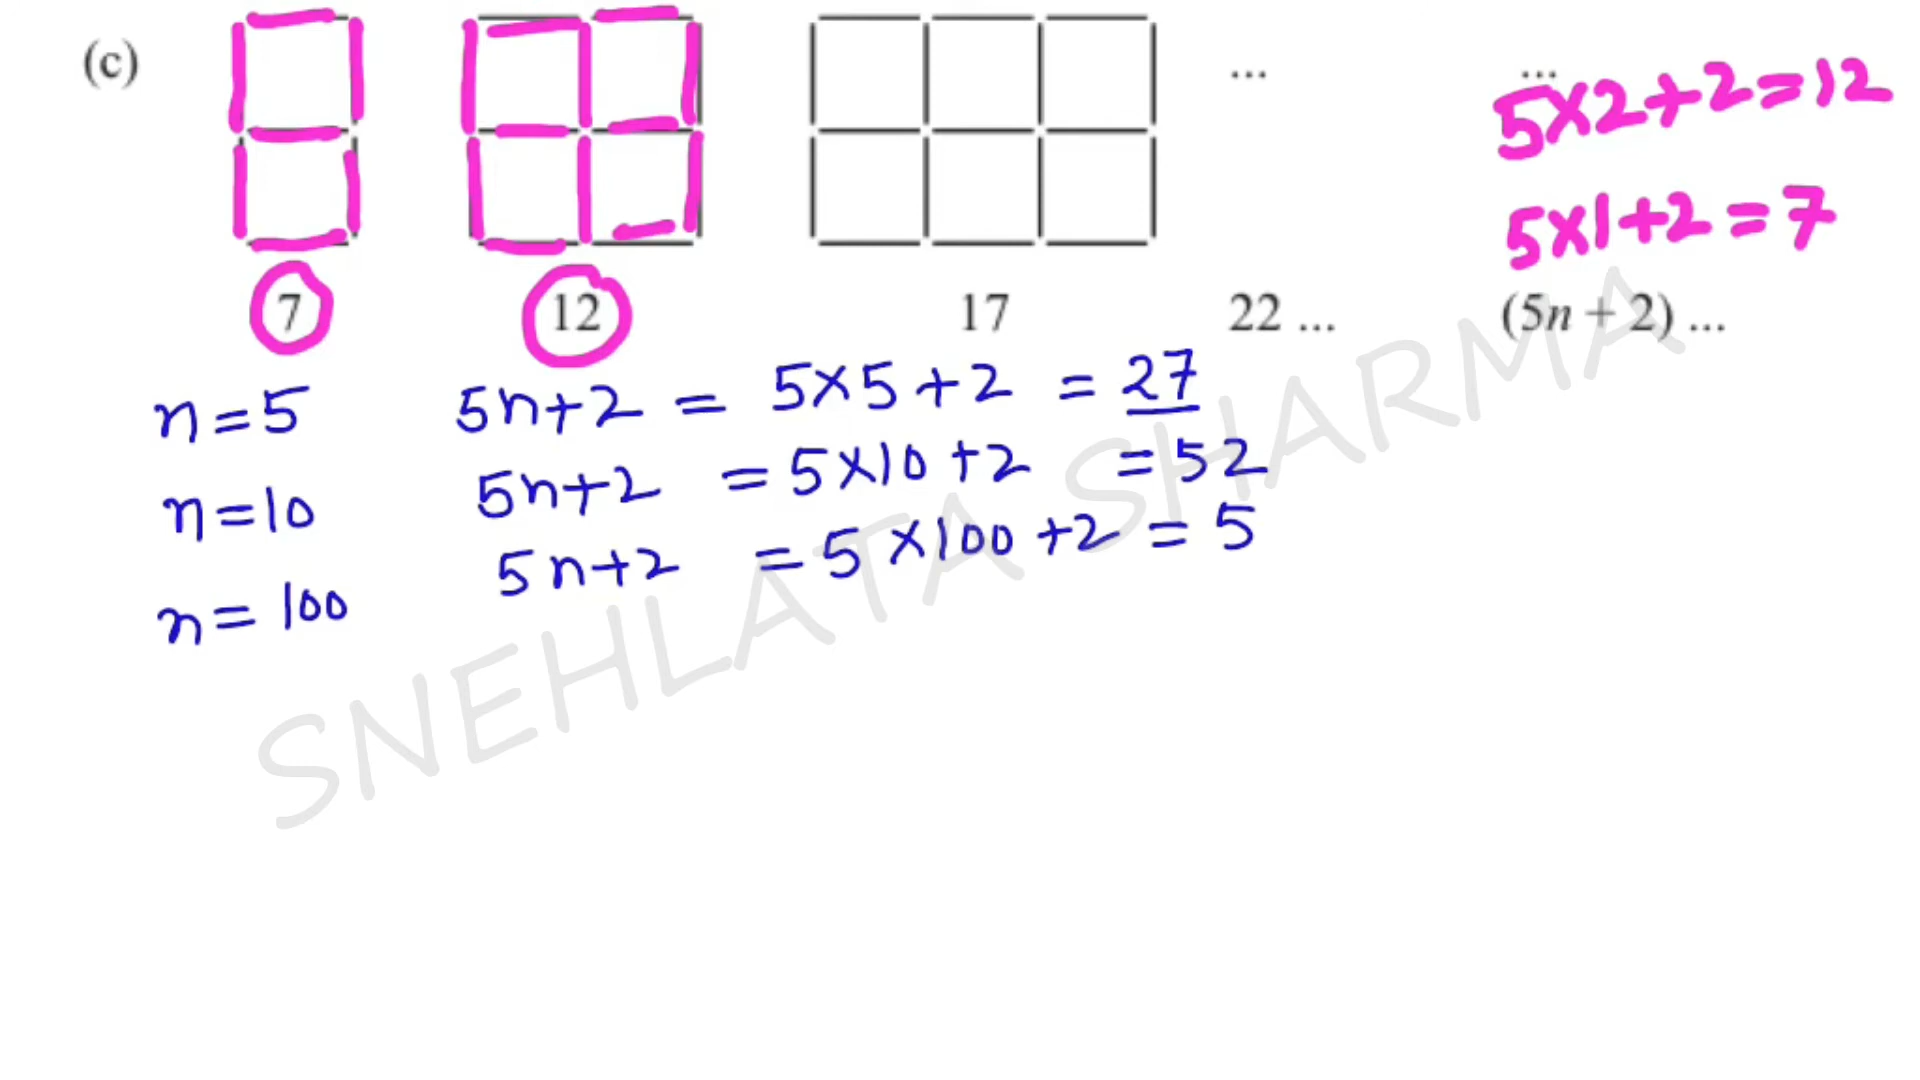 (c)
... ...
5×2+2=12
5×1+2=7
7 12 17 22 ... (5n + 2) ...
n=5 5n+2 = 5×5+2 = 27
n=10 5n+2 = 5×10+2 = 52
n=100 5n+2 = 5×100+2 = 5
SNEHLATA SHARMA